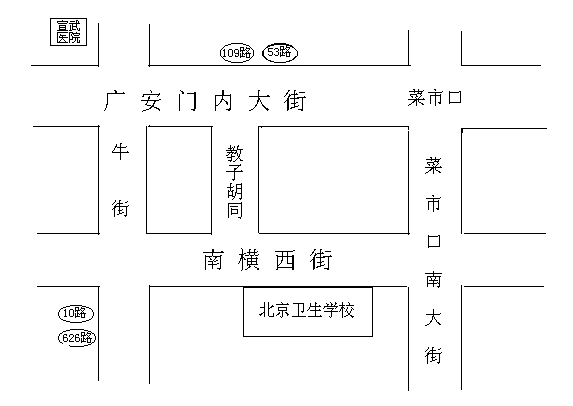 宣武
医院
109路
53路
广安门内大街
菜市口
牛街
教子胡同
菜市口南大街
南横西街
10路
626路
北京卫生学校